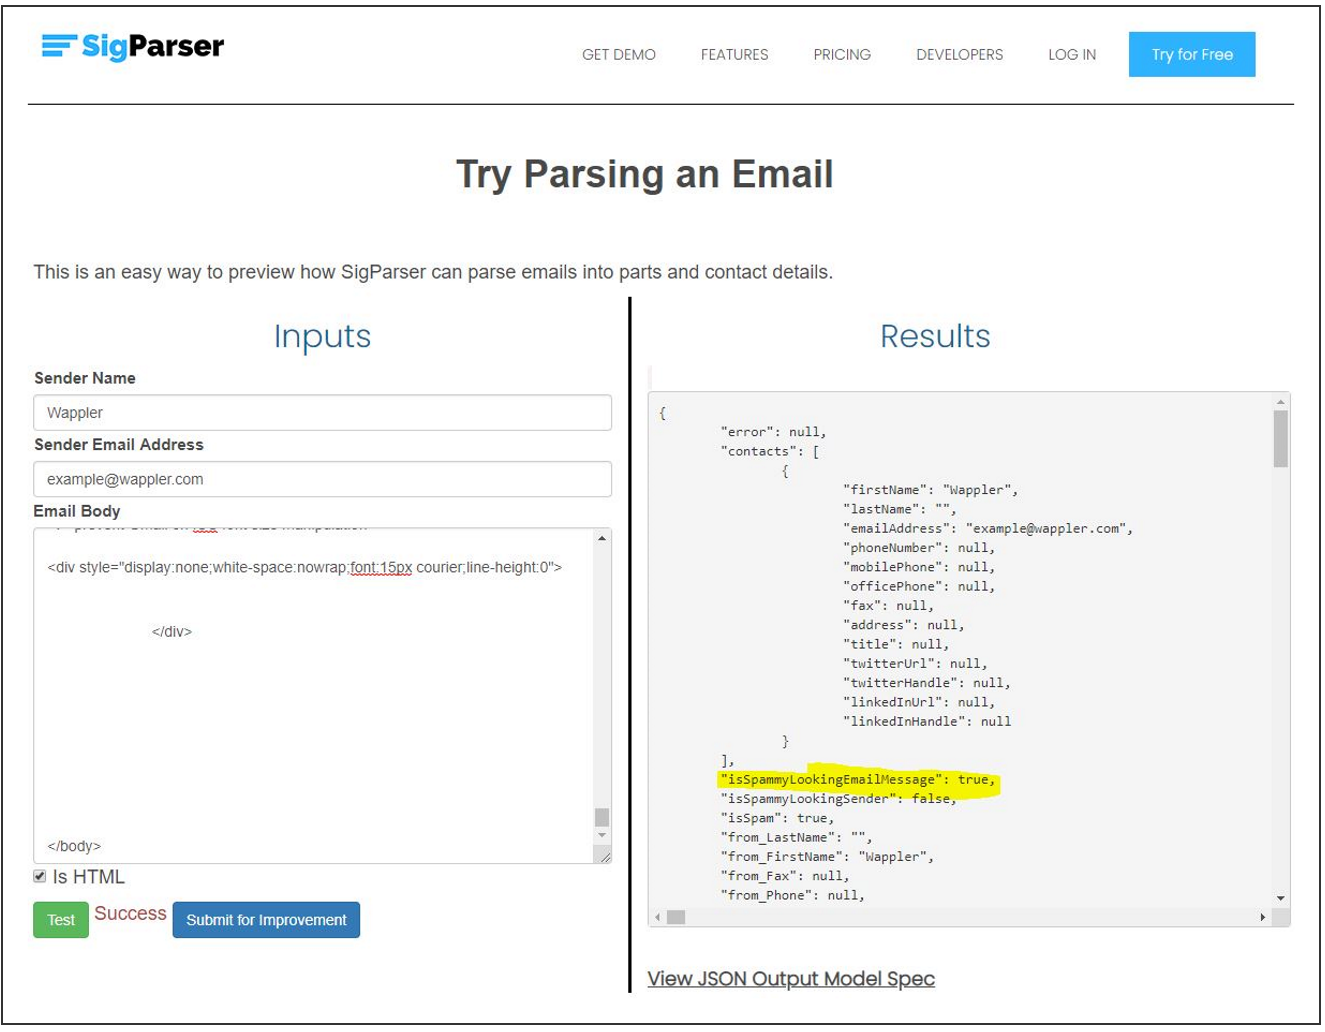 SigParser
GET DEMO FEATURES PRICING DEVELOPERS LOG IN Try for Free
Try Parsing an Email
This is an easy way to preview how SigParser can parse emails into parts and contact details.
Inputs
Sender Name
Wappler
Sender Email Address
example@wappler.com
Email Body
<div style="display:none;white-space:nowrap;font:15px courier;line-height:0">
</div>
</body>
Is HTML
Test Success Submit for Improvement
Results
{
"error": null,
"contacts": [
{
"firstName": "Wappler",
"lastName": "",
"emailAddress": "example@wappler.com",
"phoneNumber": null,
"mobilePhone": null,
"officePhone": null,
"fax": null,
"address": null,
"title": null,
"twitterUrl": null,
"twitterHandle": null,
"linkedInUrl": null,
"linkedInHandle": null
}
],
"isSpammyLookingEmailMessage": true,
"isSpammyLookingSender": false,
"isSpam": true,
"from_LastName": "",
"from_FirstName": "Wappler",
"from_Fax": null,
"from_Phone": null,
View JSON Output Model Spec